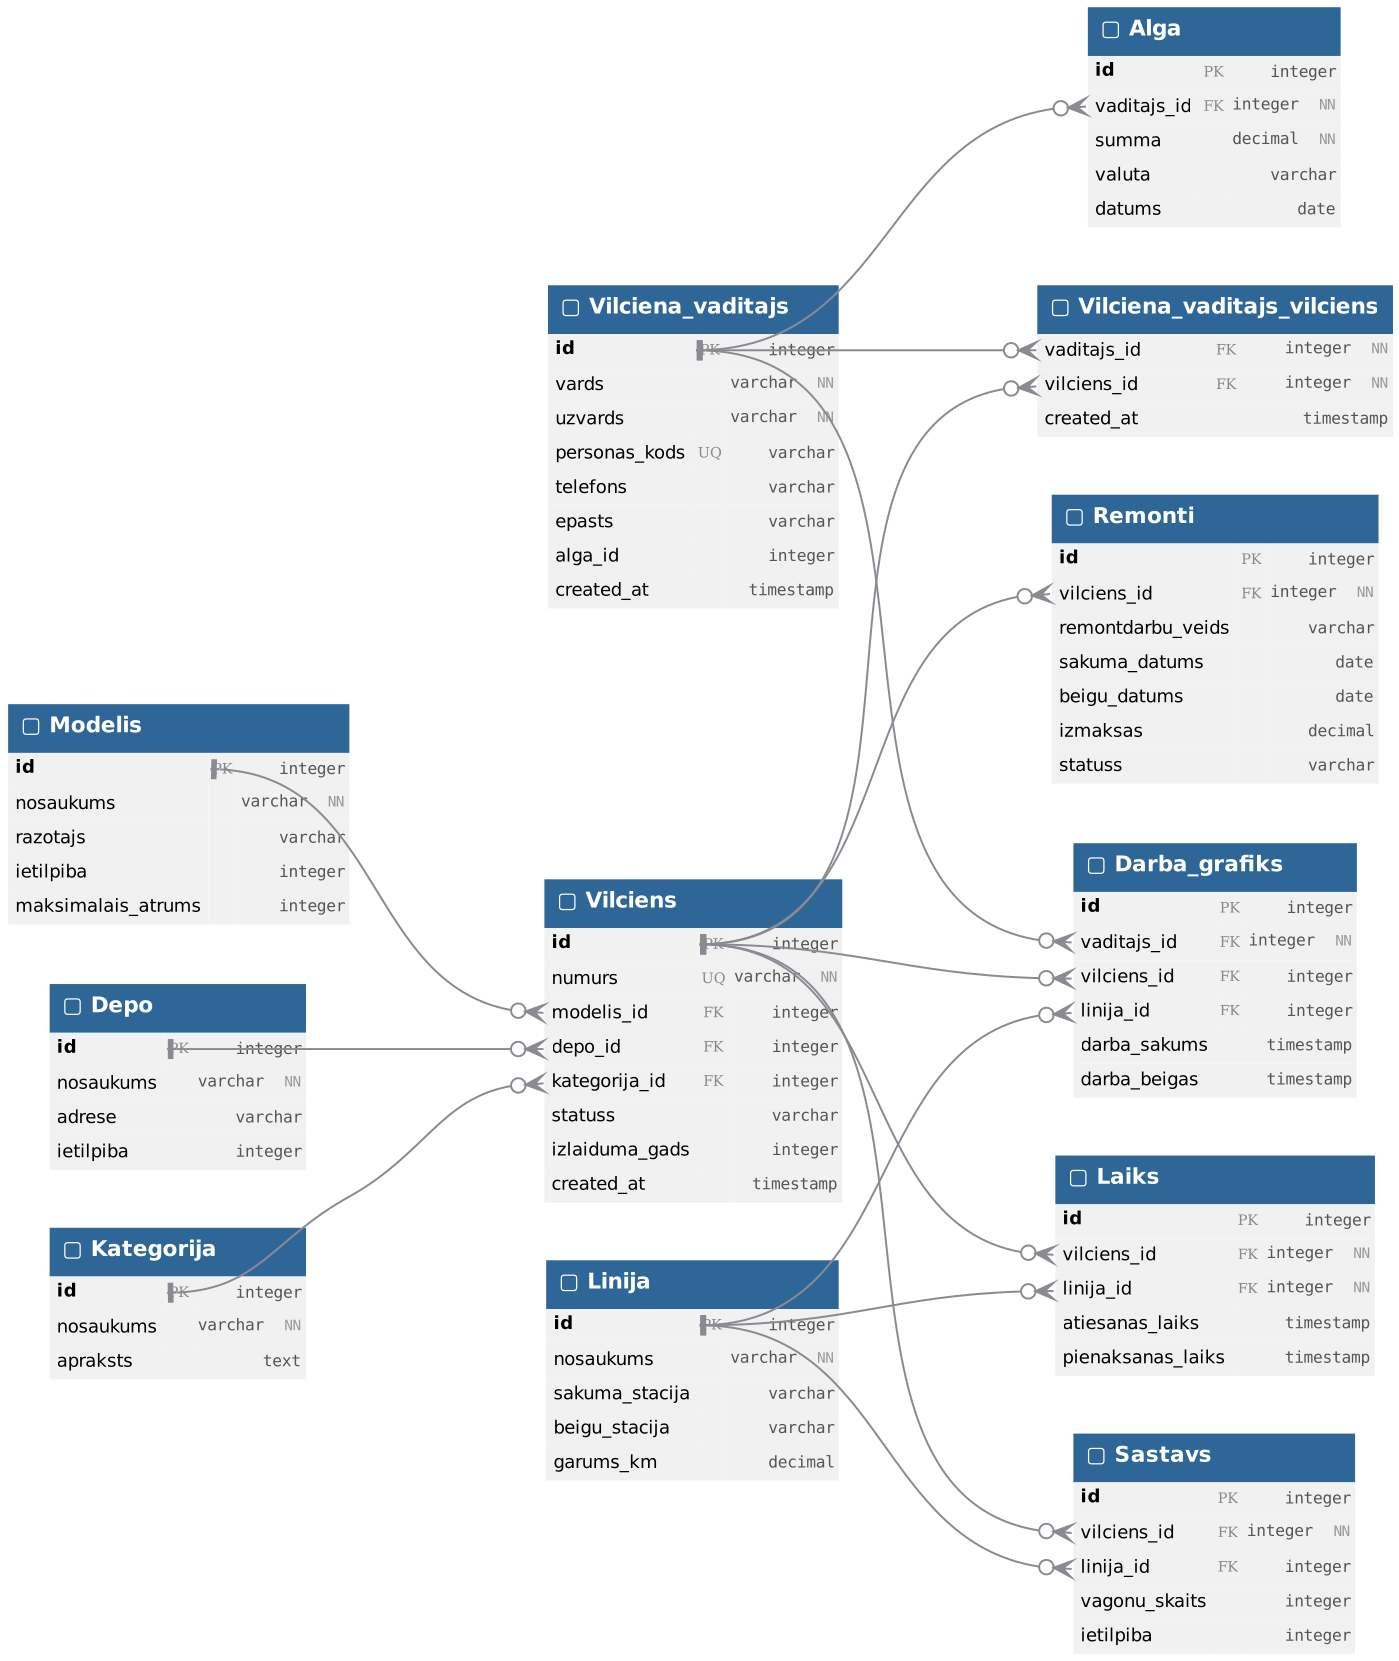 Alga
id PK integer
vaditajs_id FK integer NN
summa decimal NN
valuta varchar
datums date
Vilciena_vaditajs
id PK integer
vards varchar NN
uzvards varchar NN
personas_kods UQ varchar
telefons varchar
epasts varchar
alga_id integer
created_at timestamp
Vilciena_vaditajs_vilciens
vaditajs_id FK integer NN
vilciens_id FK integer NN
created_at timestamp
Remonti
id PK integer
vilciens_id FK integer NN
remontdarbu_veids varchar
sakuma_datums date
beigu_datums date
izmaksas decimal
statuss varchar
Modelis
id PK integer
nosaukums varchar NN
razotajs varchar
ietilpiba integer
maksimalais_atrums integer
Vilciens
id PK integer
numurs UQ varchar NN
modelis_id FK integer
depo_id FK integer
kategorija_id FK integer
statuss varchar
izlaiduma_gads integer
created_at timestamp
Darba_grafiks
id PK integer
vaditajs_id FK integer NN
vilciens_id FK integer
linija_id FK integer
darba_sakums timestamp
darba_beigas timestamp
Depo
id PK integer
nosaukums varchar NN
adrese varchar
ietilpiba integer
Kategorija
id PK integer
nosaukums varchar NN
apraksts text
Linija
id PK integer
nosaukums varchar NN
sakuma_stacija varchar
beigu_stacija varchar
garums_km decimal
Laiks
id PK integer
vilciens_id FK integer NN
linija_id FK integer NN
atiesanas_laiks timestamp
pienaksanas_laiks timestamp
Sastavs
id PK integer
vilciens_id FK integer NN
linija_id FK integer
vagonu_skaits integer
ietilpiba integer